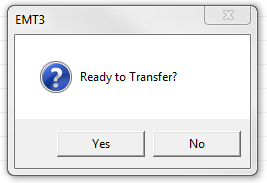 EMT3
Ready to Transfer?
Yes
No